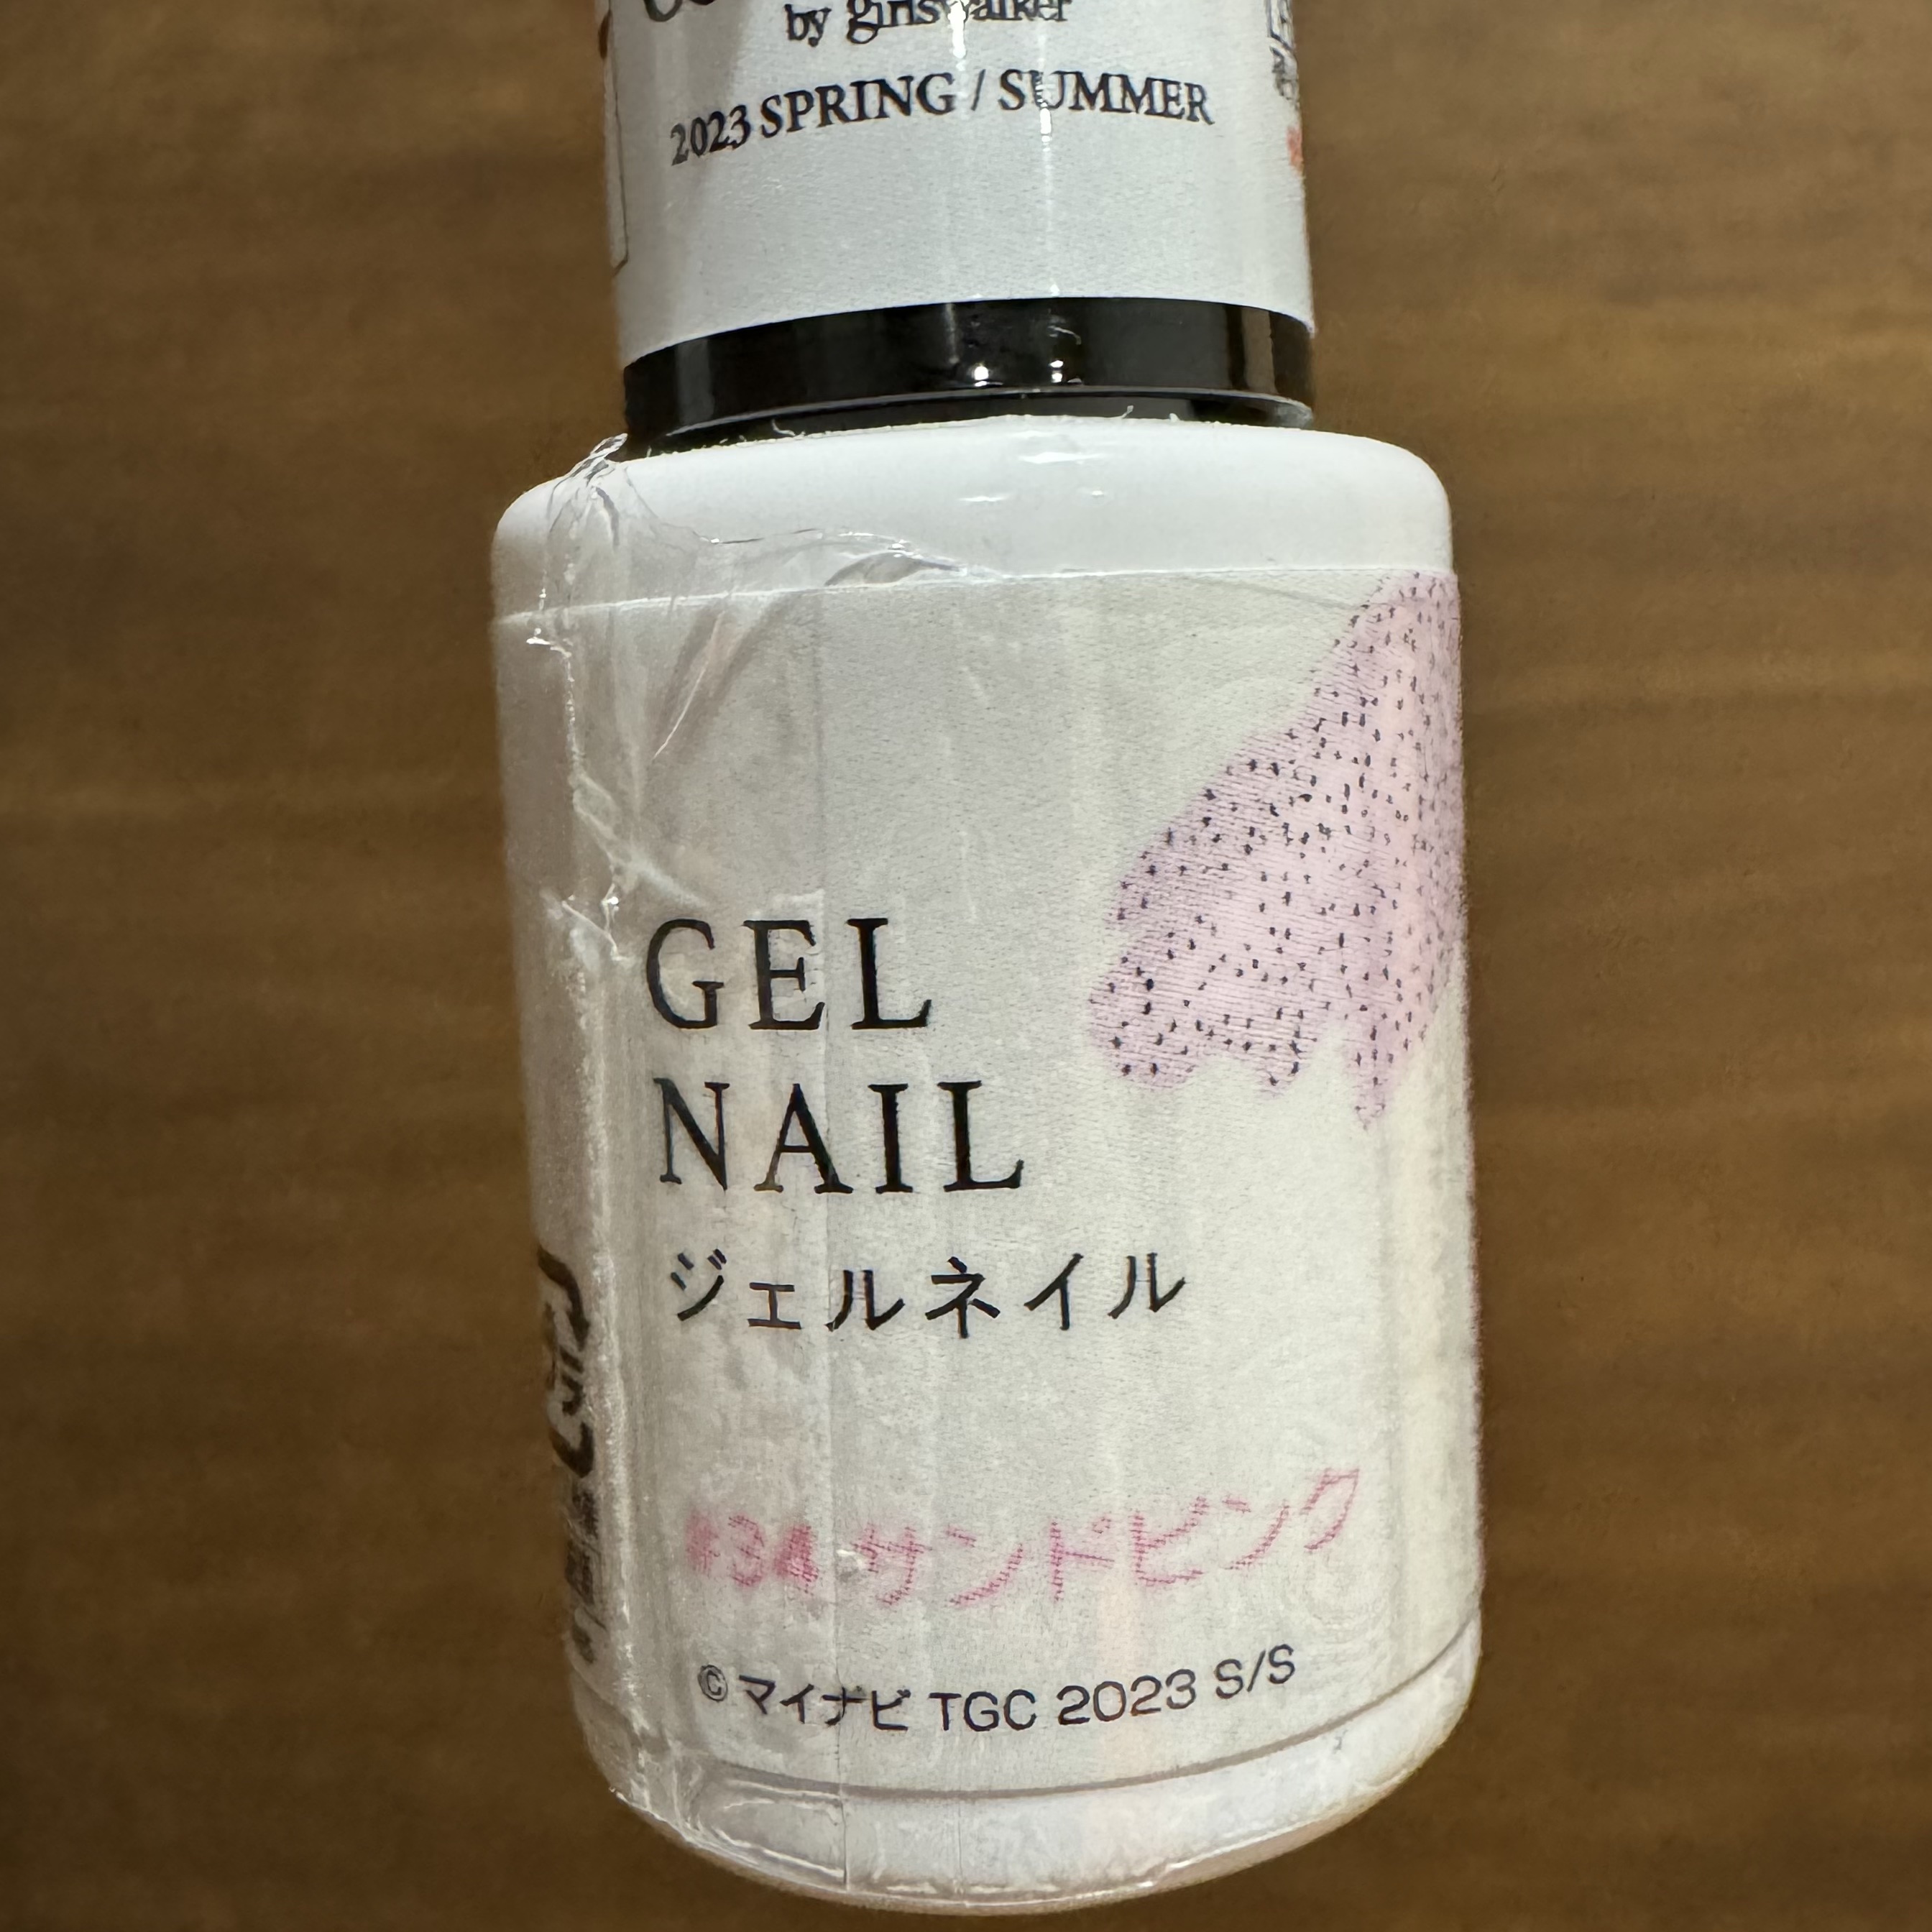 by girlswalker
2023 SPRING / SUMMER
GEL
NAIL
ジェルネイル
#34 サンドピンク
© マイナビ TGC 2023 S/S